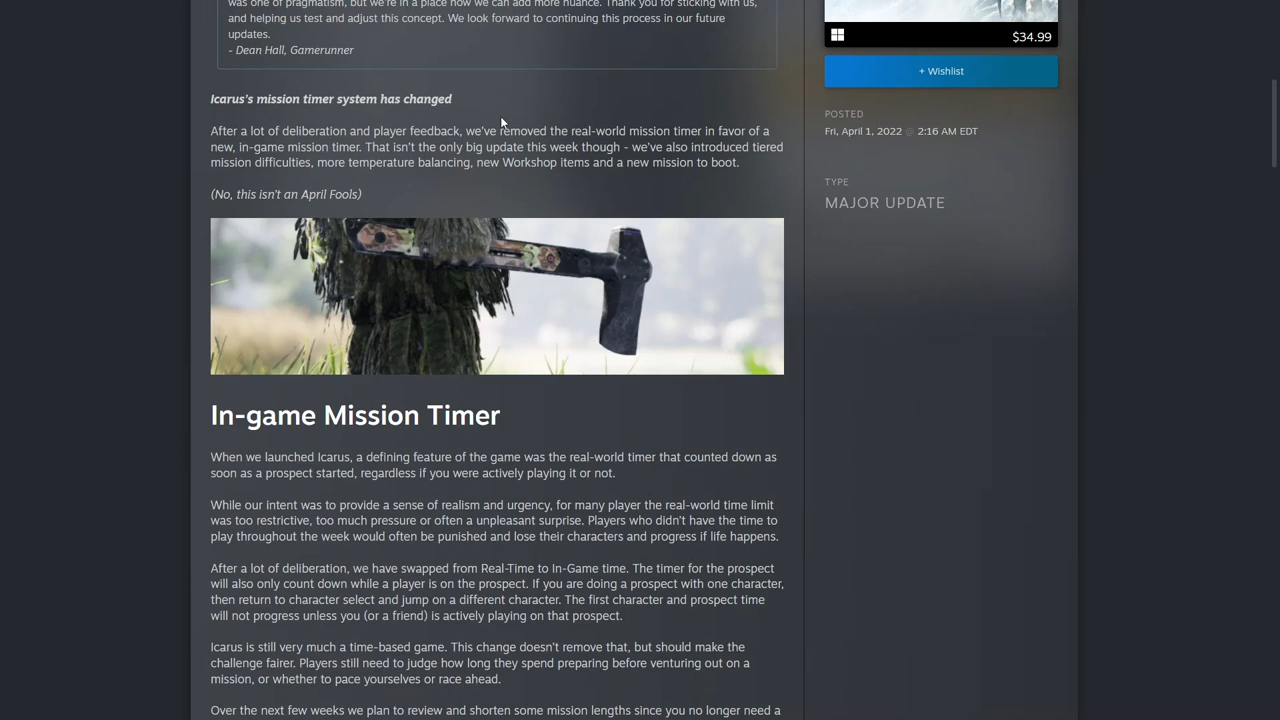 was one of pragmatism, but we're in a place now we can add more nuance. Thank you for sticking with us,
and helping us test and adjust this concept. We look forward to continuing this process in our future
updates.
- Dean Hall, Gamerunner
$34.99
+ Wishlist
Icarus's mission timer system has changed
After a lot of deliberation and player feedback, we've removed the real-world mission timer in favor of a
new, in-game mission timer. That isn't the only big update this week though - we've also introduced tiered
mission difficulties, more temperature balancing, new Workshop items and a new mission to boot.
(No, this isn't an April Fools)
POSTED
Fri, April 1, 2022 @ 2:16 AM EDT
TYPE
MAJOR UPDATE
In-game Mission Timer
When we launched Icarus, a defining feature of the game was the real-world timer that counted down as
soon as a prospect started, regardless if you were actively playing it or not.
While our intent was to provide a sense of realism and urgency, for many player the real-world time limit
was too restrictive, too much pressure or often a unpleasant surprise. Players who didn't have the time to
play throughout the week would often be punished and lose their characters and progress if life happens.
After a lot of deliberation, we have swapped from Real-Time to In-Game time. The timer for the prospect
will also only count down while a player is on the prospect. If you are doing a prospect with one character,
then return to character select and jump on a different character. The first character and prospect time
will not progress unless you (or a friend) is actively playing on that prospect.
Icarus is still very much a time-based game. This change doesn't remove that, but should make the
challenge fairer. Players still need to judge how long they spend preparing before venturing out on a
mission, or whether to pace yourselves or race ahead.
Over the next few weeks we plan to review and shorten some mission lengths since you no longer need a